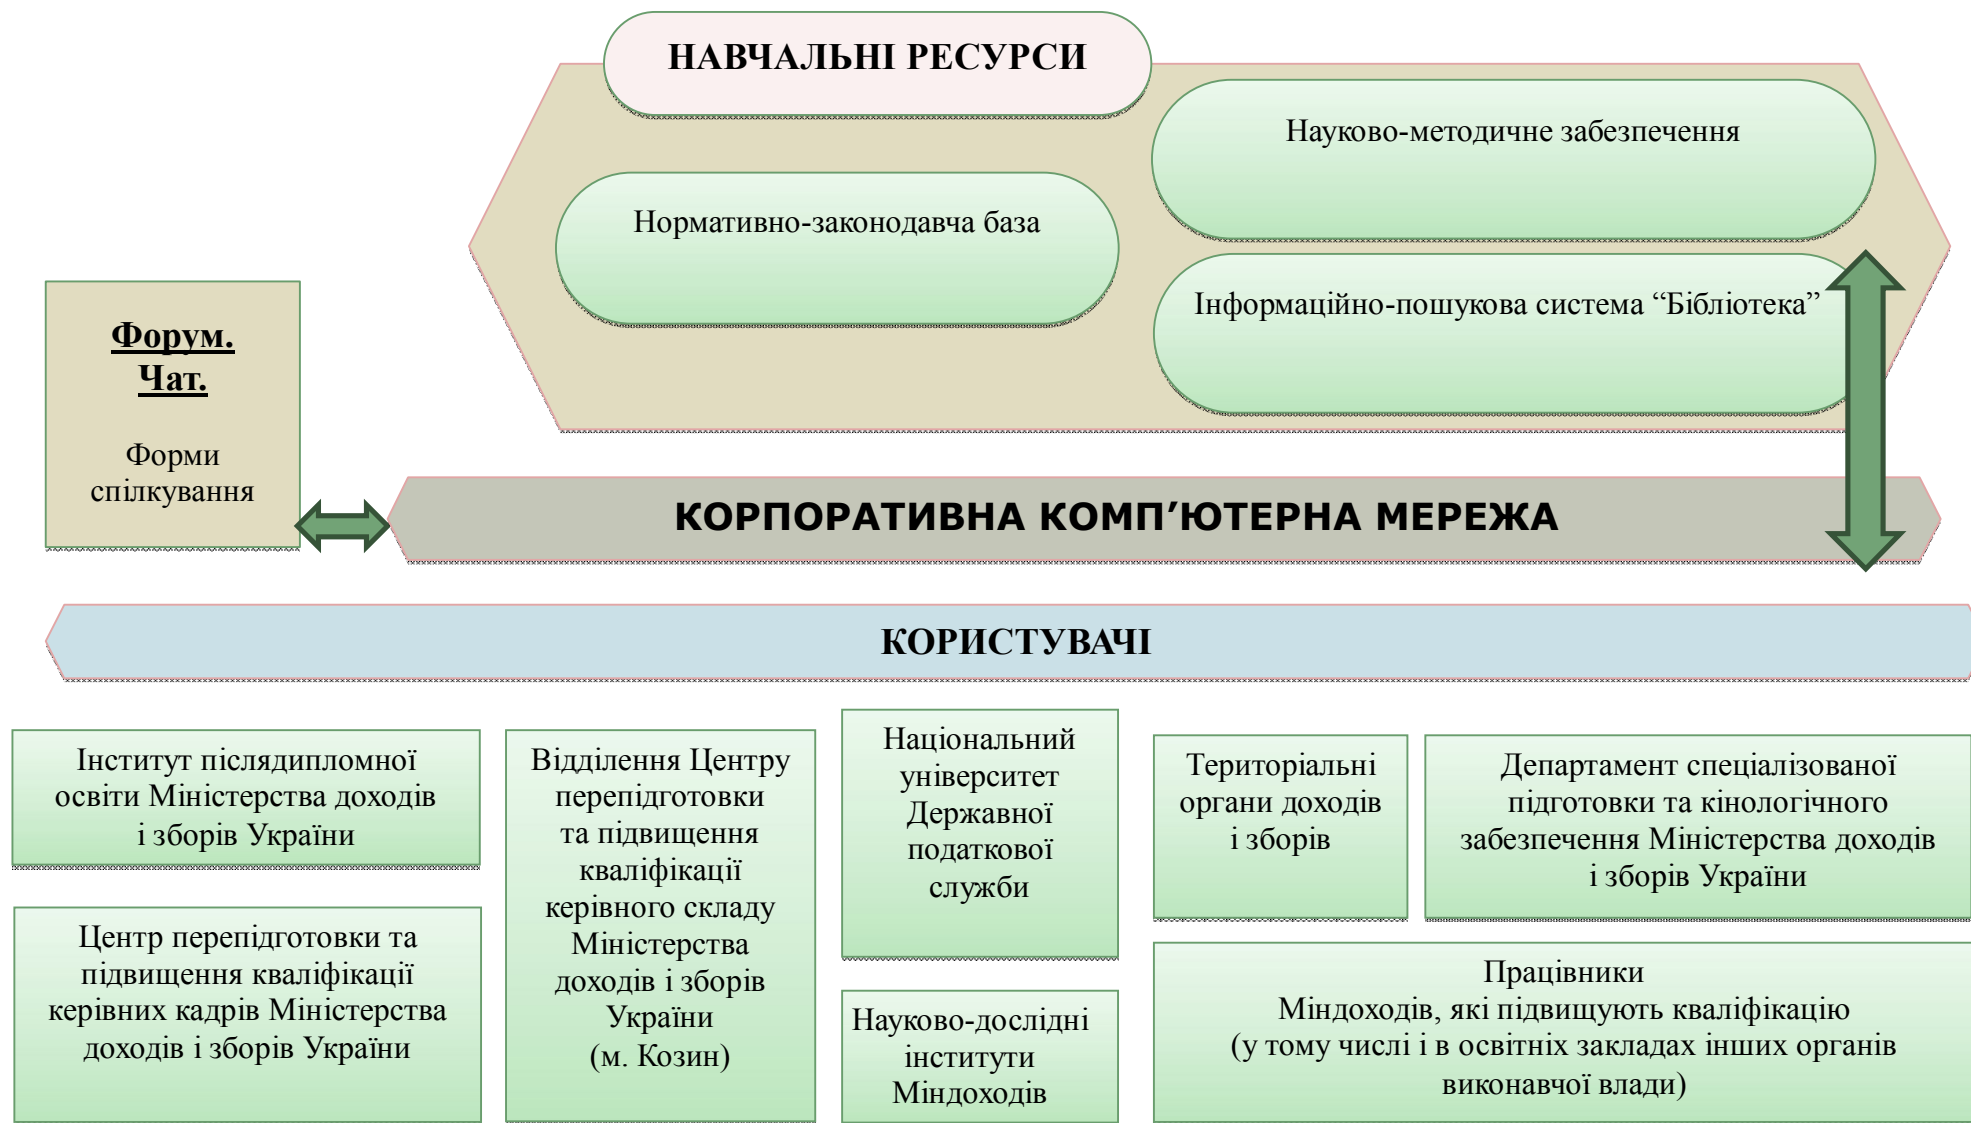 НАВЧАЛЬНІ РЕСУРСИ
Науково-методичне забезпечення
Нормативно-законодавча база
Інформаційно-пошукова система “Бібліотека”
Форум.
Чат.
Форми
спілкування
КОРПОРАТИВНА КОМП’ЮТЕРНА МЕРЕЖА
КОРИСТУВАЧІ
Інститут післядипломної
освіти Міністерства доходів
і зборів України
Центр перепідготовки та
підвищення кваліфікації
керівних кадрів Міністерства
доходів і зборів України
Відділення Центру
перепідготовки
та підвищення
кваліфікації
керівного складу
Міністерства
доходів і зборів
України
(м. Козин)
Національний
університет
Державної
податкової
служби
Науково-дослідні
інститути
Міндоходів
Територіальні
органи доходів
і зборів
Департамент спеціалізованої
підготовки та кінологічного
забезпечення Міністерства доходів
і зборів України
Працівники
Міндоходів, які підвищують кваліфікацію
(у тому числі і в освітніх закладах інших органів
виконавчої влади)